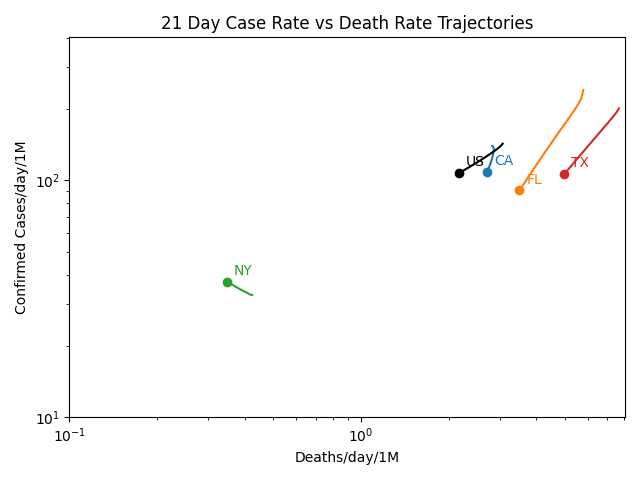 21 Day Case Rate vs Death Rate Trajectories
Confirmed Cases/day/1M
10²
10¹
US
CA
FL
TX
NY
10⁻¹
10⁰
Deaths/day/1M